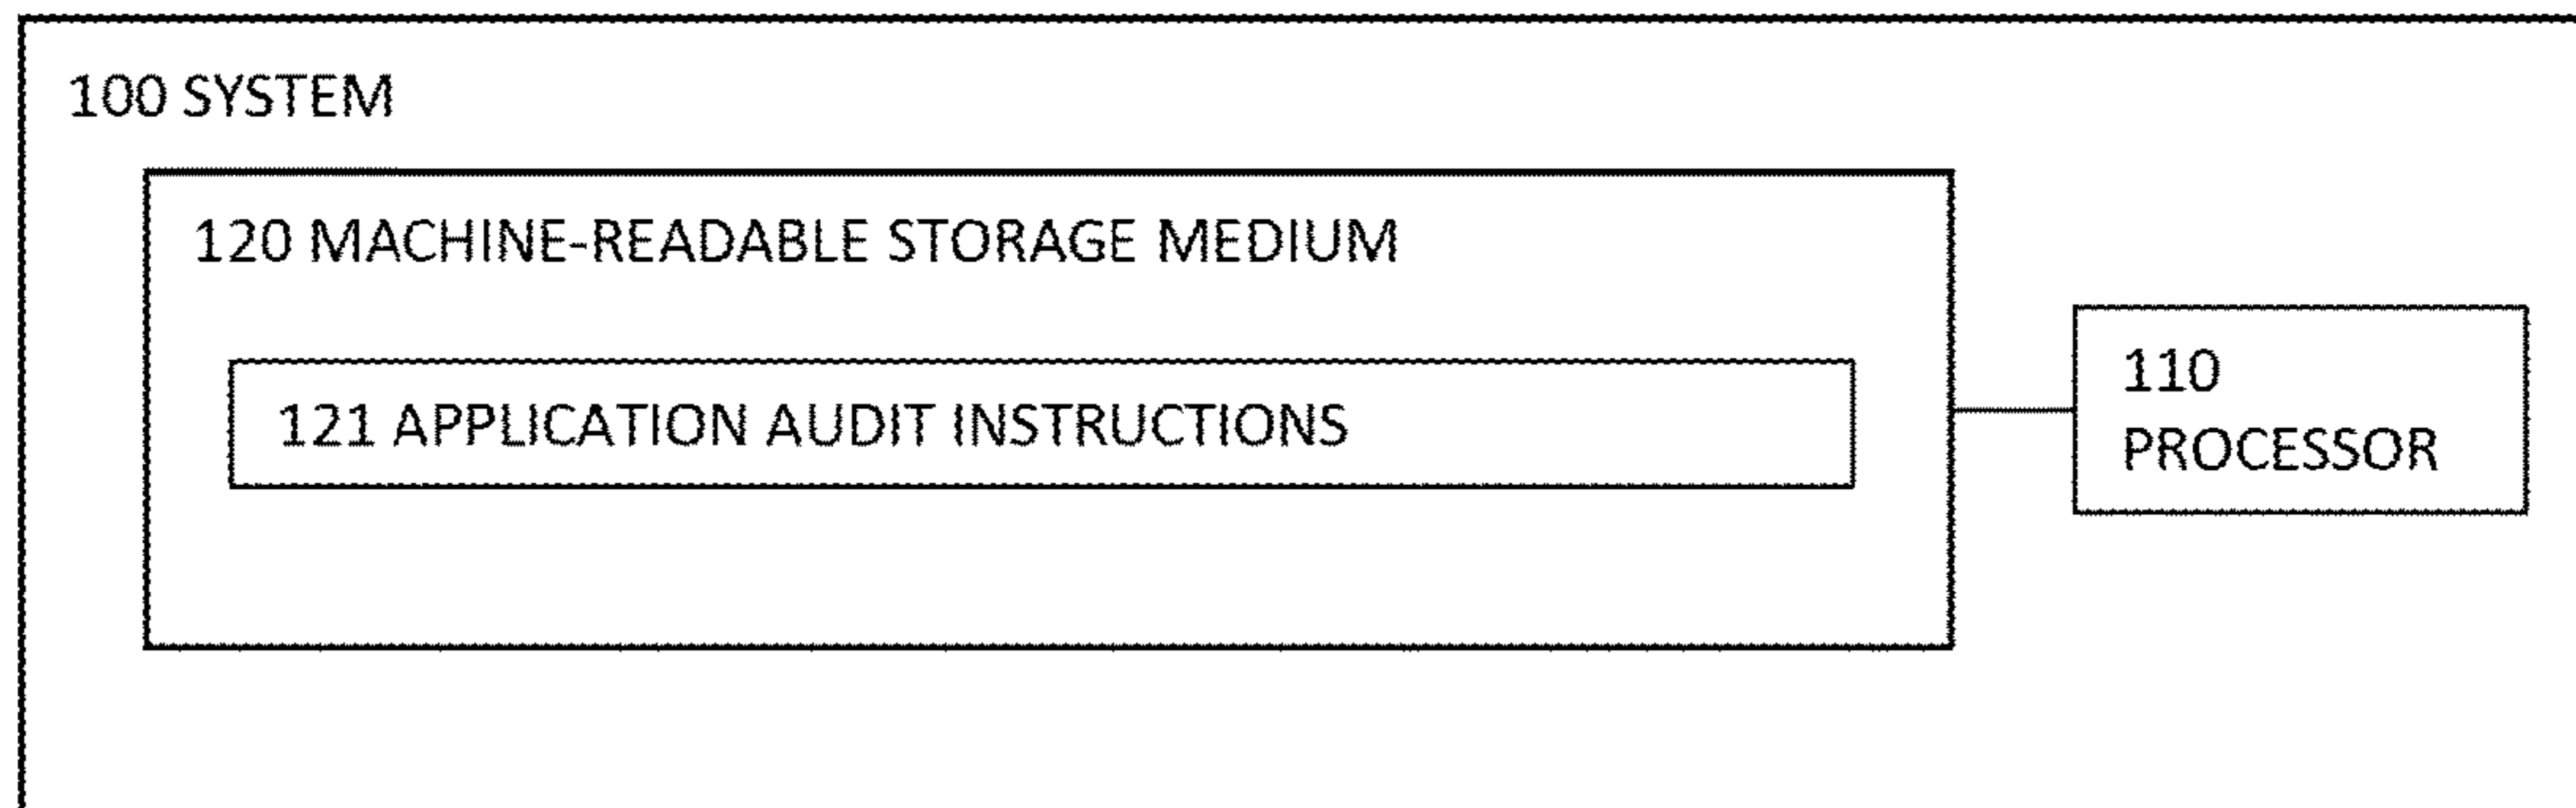 100 SYSTEM
120 MACHINE-READABLE STORAGE MEDIUM
121 APPLICATION AUDIT INSTRUCTIONS
110
PROCESSOR